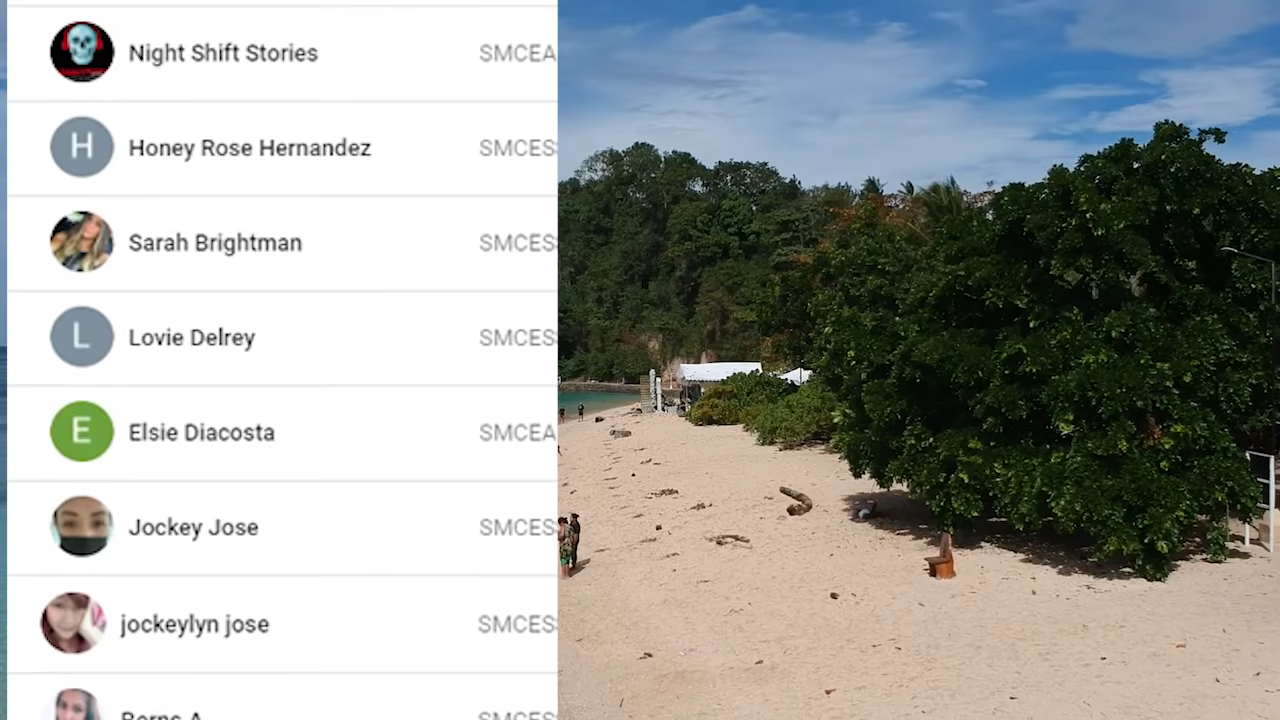 Night Shift Stories SMCEA
H Honey Rose Hernandez SMCES
Sarah Brightman SMCES
L Lovie Delrey SMCES
E Elsie Diacosta SMCEA
Jockey Jose SMCES
jockeylyn jose SMCES